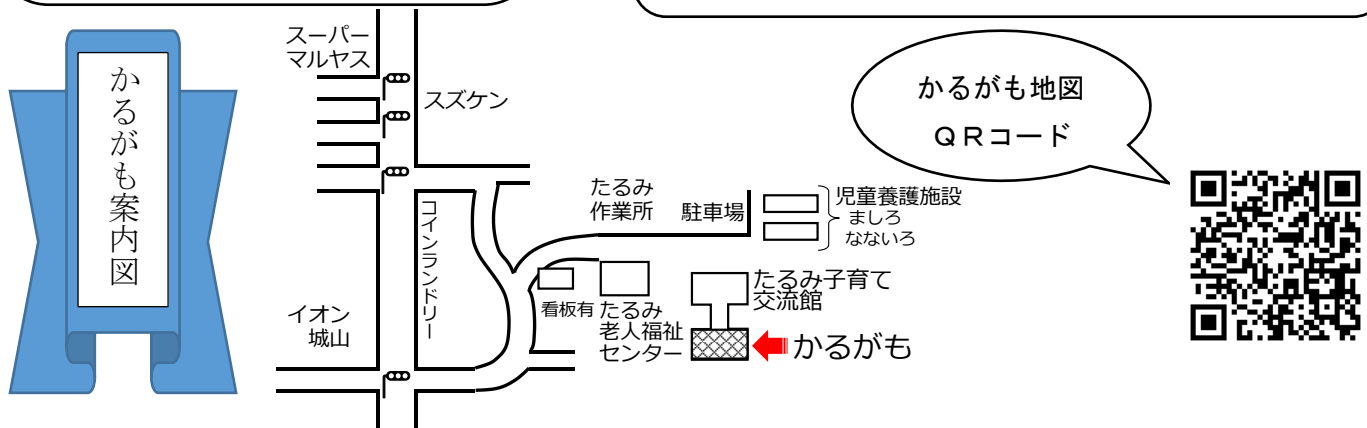 かるがも案内図
スーパー
マルヤス
スズケン
コインランドリー
イオン
城山
看板有
たるみ
老人福祉
センター
たるみ
作業所
駐車場
児童養護施設
ましろ
なないろ
たるみ子育て
交流館
かるがも
かるがも地図
ＱＲコード